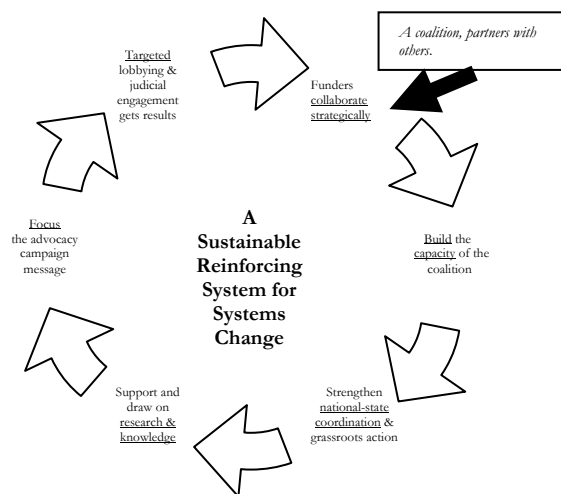 A coalition, partners with
others.
Targeted
lobbying &
judicial
engagement
gets results
Funders
collaborate
strategically
Focus
the advocacy
campaign
message
A
Sustainable
Reinforcing
System for
Systems
Change
Build the
capacity of the
coalition
Support and
draw on
research &
knowledge
Strengthen
national-state
coordination &
grassroots action